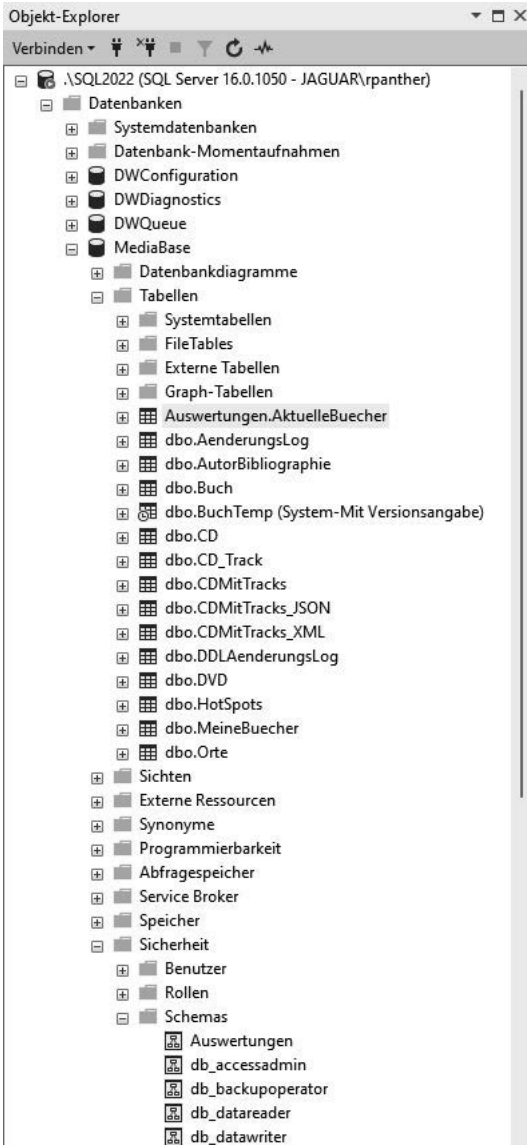 Objekt-Explorer
Verbinden
.\SQL2022 (SQL Server 16.0.1050 - JAGUAR\rpanther)
Datenbanken
Systemdatenbanken
Datenbank-Momentaufnahmen
DWConfiguration
DWDiagnostics
DWQueue
MediaBase
Datenbankdiagramme
Tabellen
Systemtabellen
FileTables
Externe Tabellen
Graph-Tabellen
Auswertungen.AktuelleBuecher
dbo.AenderungsLog
dbo.AutorBibliographie
dbo.Buch
dbo.BuchTemp (System-Mit Versionsangabe)
dbo.CD
dbo.CD_Track
dbo.CDMitTracks
dbo.CDMitTracks_JSON
dbo.CDMitTracks_XML
dbo.DDLAenderungsLog
dbo.DVD
dbo.HotSpots
dbo.MeineBuecher
dbo.Orte
Sichten
Externe Ressourcen
Synonyme
Programmierbarkeit
Abfragespeicher
Service Broker
Speicher
Sicherheit
Benutzer
Rollen
Schemas
Auswertungen
db_accessadmin
db_backupoperator
db_datareader
db_datawriter